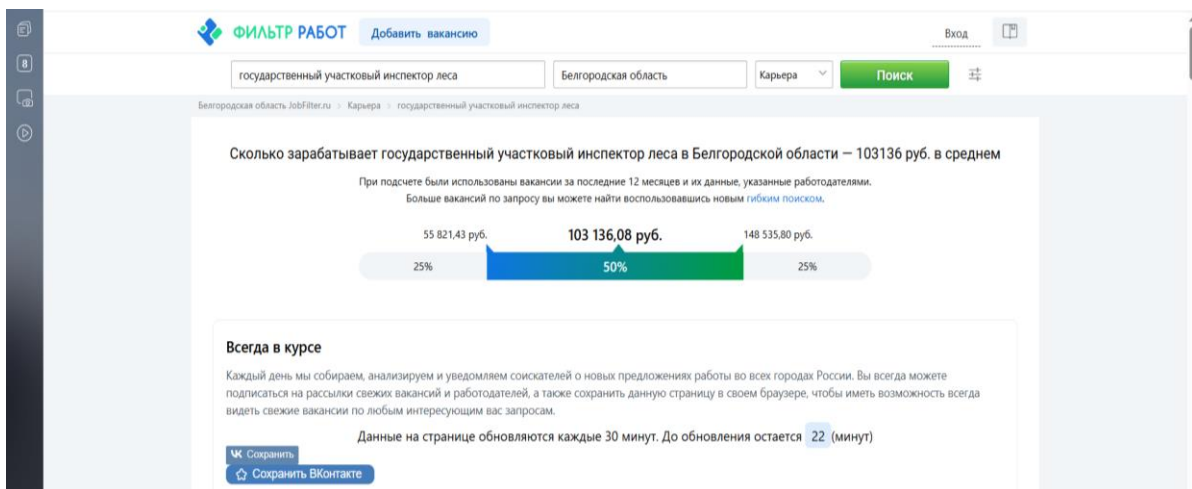 8
ФИЛЬТР РАБОТ
Добавить вакансию
Вход
государственный участковый инспектор леса
Белгородская область
Карьера
Поиск
Белгородская область JobFilter.ru > Карьера > государственный участковый инспектор леса
Сколько зарабатывает государственный участковый инспектор леса в Белгородской области — 103136 руб. в среднем
При подсчете были использованы вакансии за последние 12 месяцев и их данные, указанные работодателями.
Больше вакансий по запросу вы можете найти воспользовавшись новым гибким поиском.
55 821,43 руб.
103 136,08 руб.
148 535,80 руб.
25%
50%
25%
Всегда в курсе
Каждый день мы собираем, анализируем и уведомляем соискателей о новых предложениях работы во всех городах России. Вы всегда можете
подписаться на рассылки свежих вакансий и работодателей, а также сохранить данную страницу в своем браузере, чтобы иметь возможность всегда
видеть свежие вакансии по любым интересующим вас запросам.
Данные на странице обновляются каждые 30 минут. До обновления остается 22 (минут)
Сохранить
Сохранить ВКонтакте